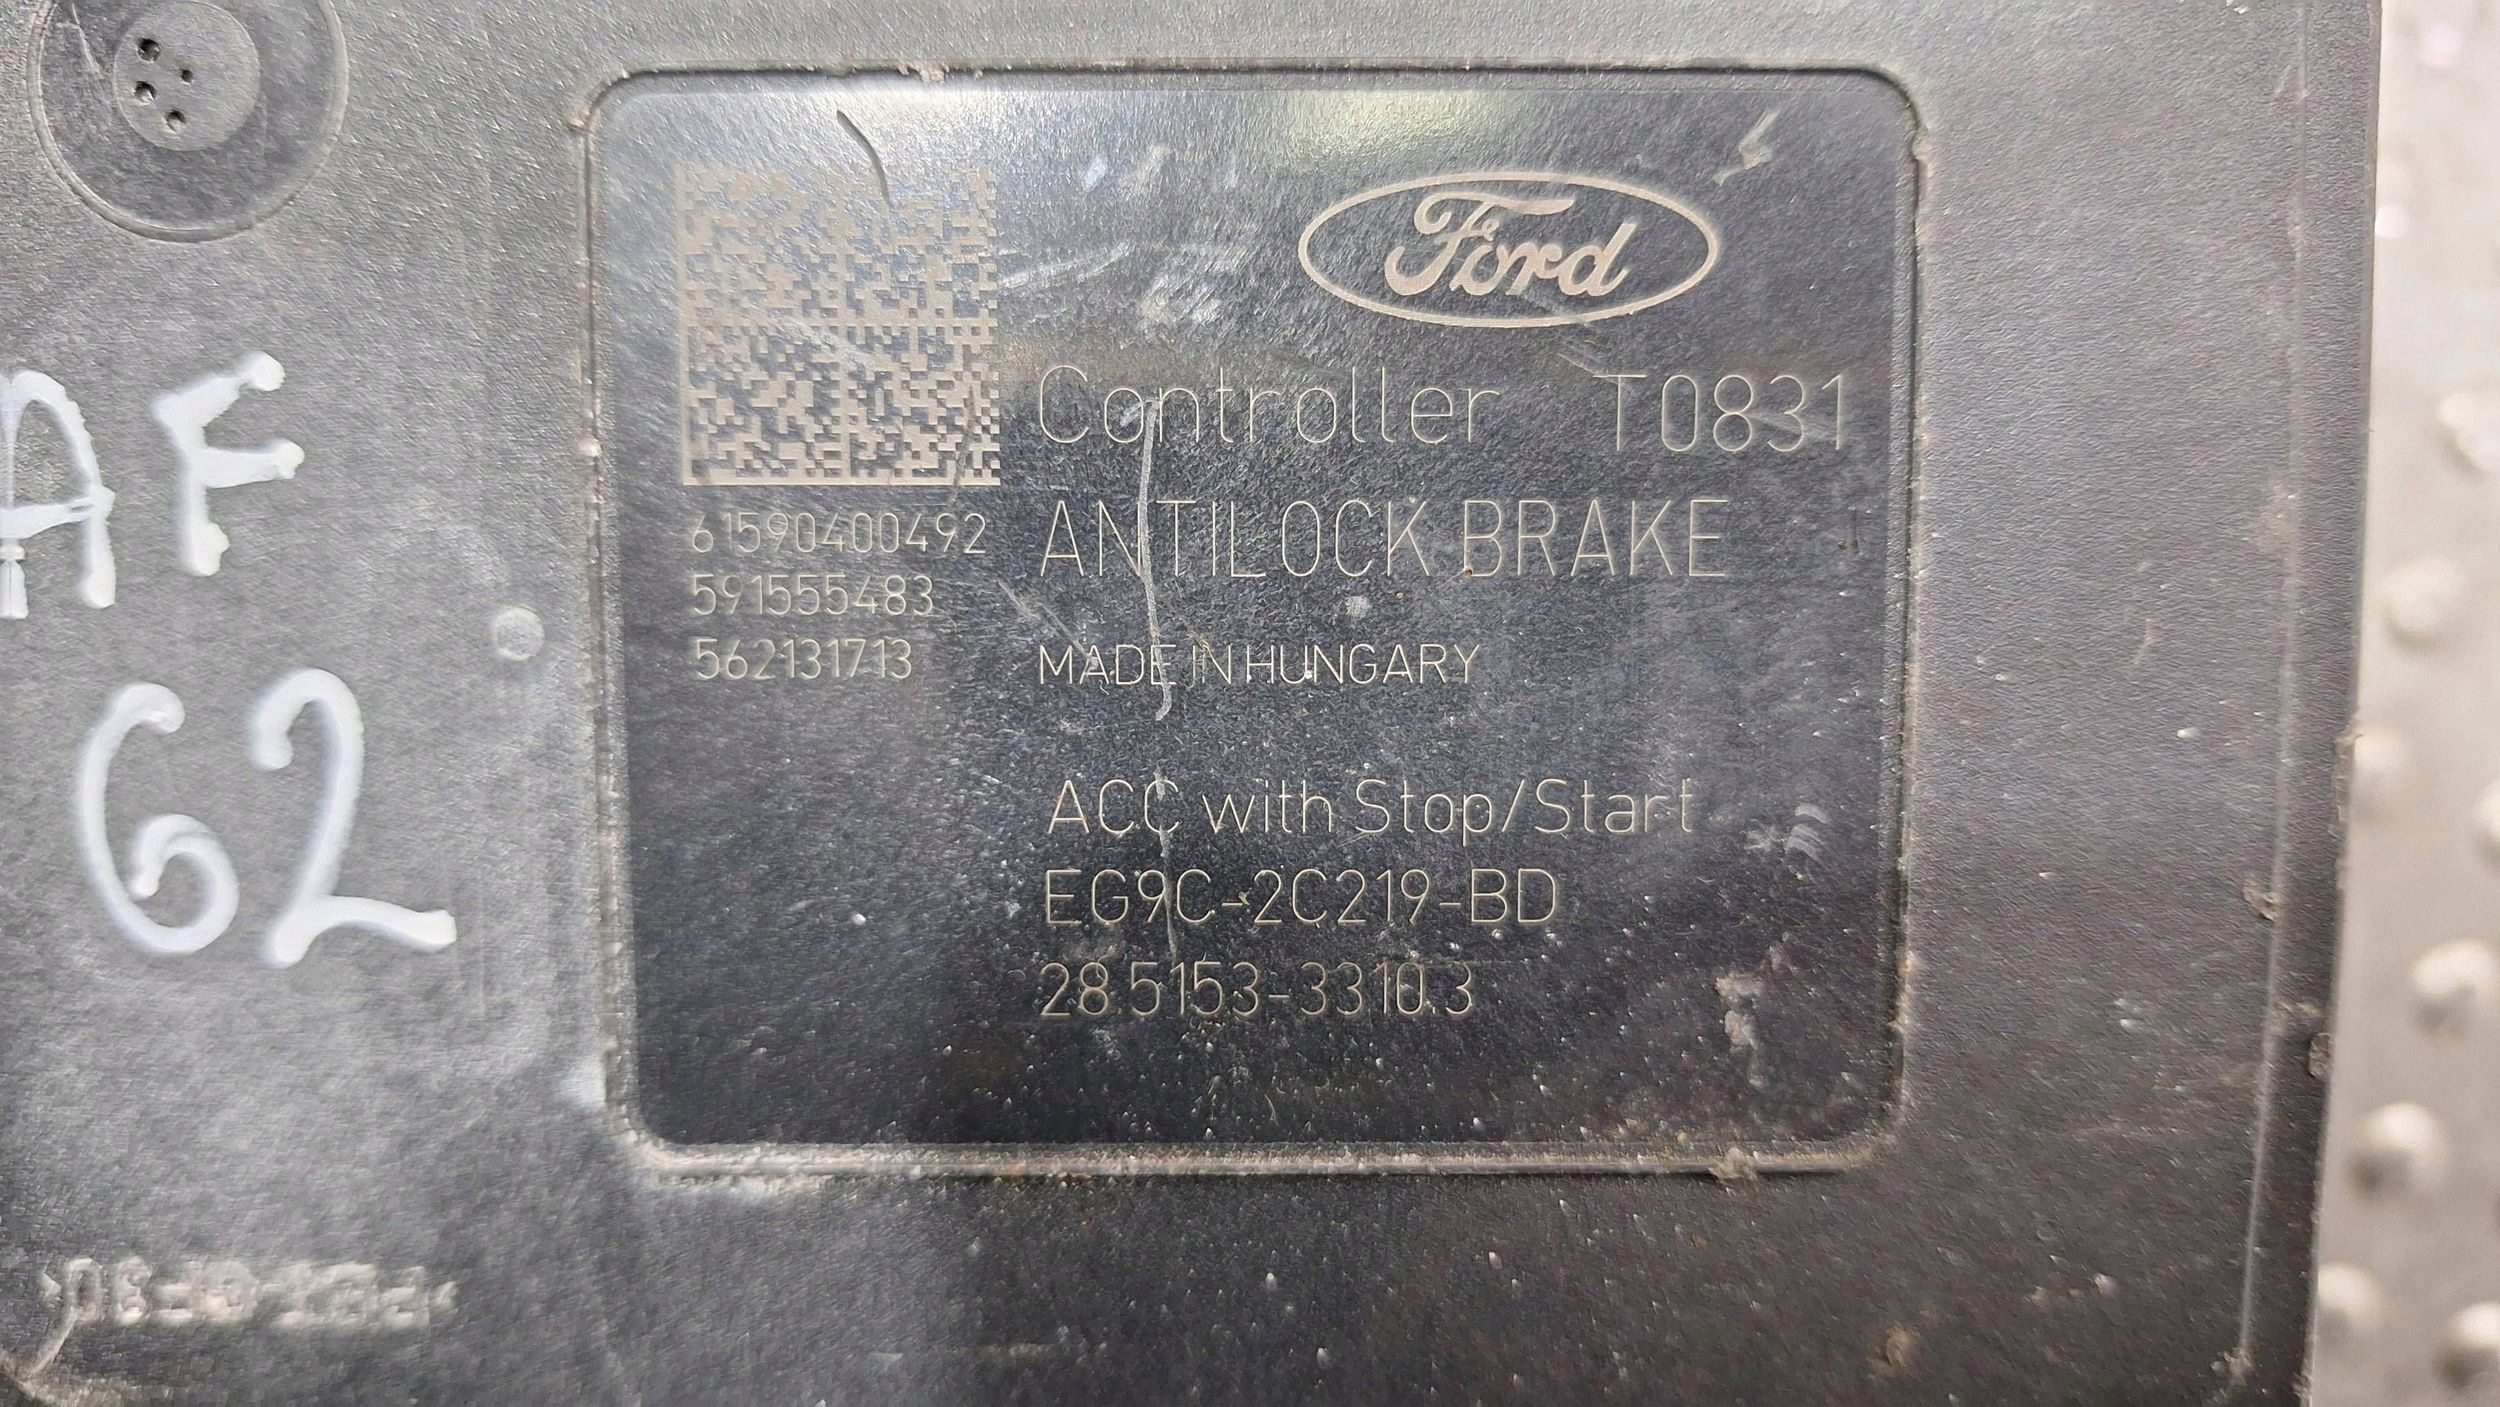 Ford
Controller T0831
ANTILOCK BRAKE
61590400492
591555483
562131713
MADE IN HUNGARY
ACC with Stop/Start
EG9C-2C219-BD
28.5153-3310.3
AF
62